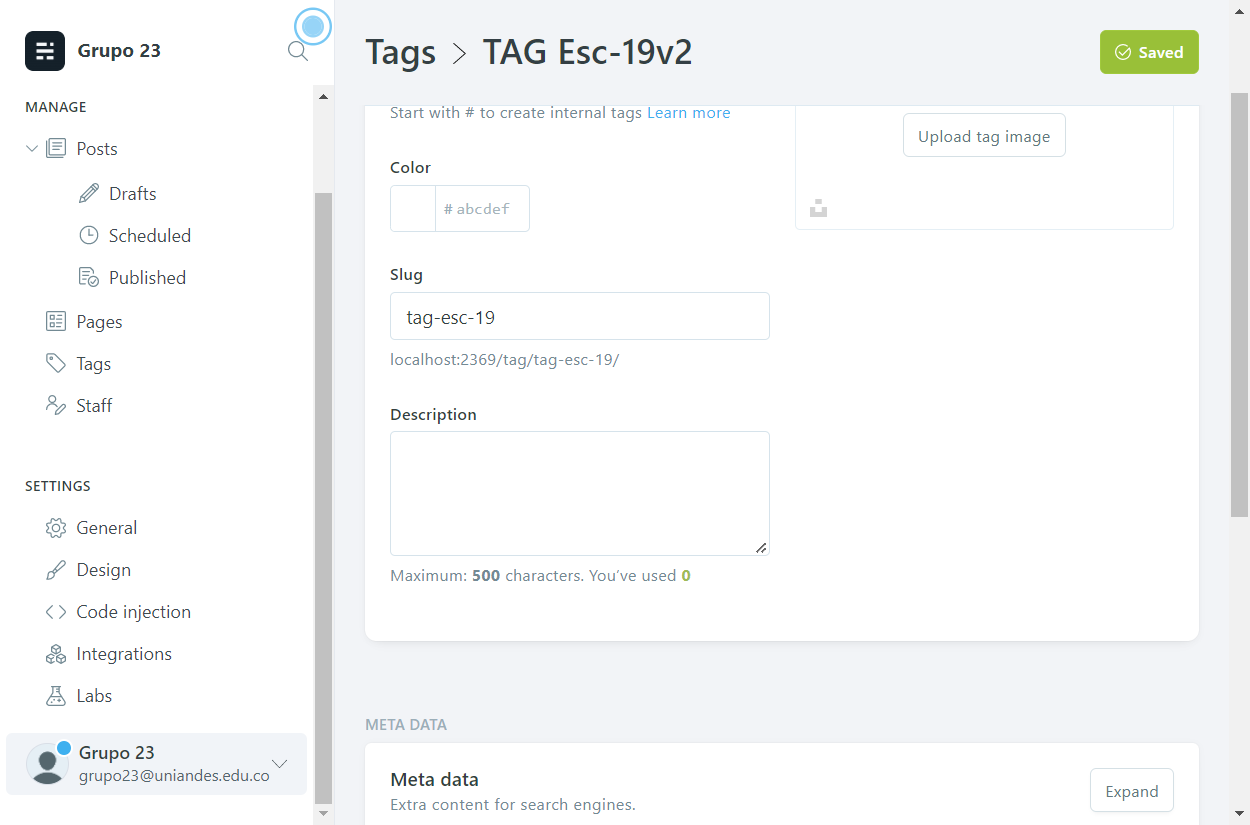 Grupo 23
MANAGE
Posts
Drafts
Scheduled
Published
Pages
Tags
Staff
SETTINGS
General
Design
Code injection
Integrations
Labs
Grupo 23
grupo23@uniandes.edu.co
Tags > TAG Esc-19v2
Saved
Start with # to create internal tags Learn more
Upload tag image
Color
# abcdef
Slug
tag-esc-19
localhost:2369/tag/tag-esc-19/
Description
Maximum: 500 characters. You’ve used 0
META DATA
Meta data
Extra content for search engines.
Expand